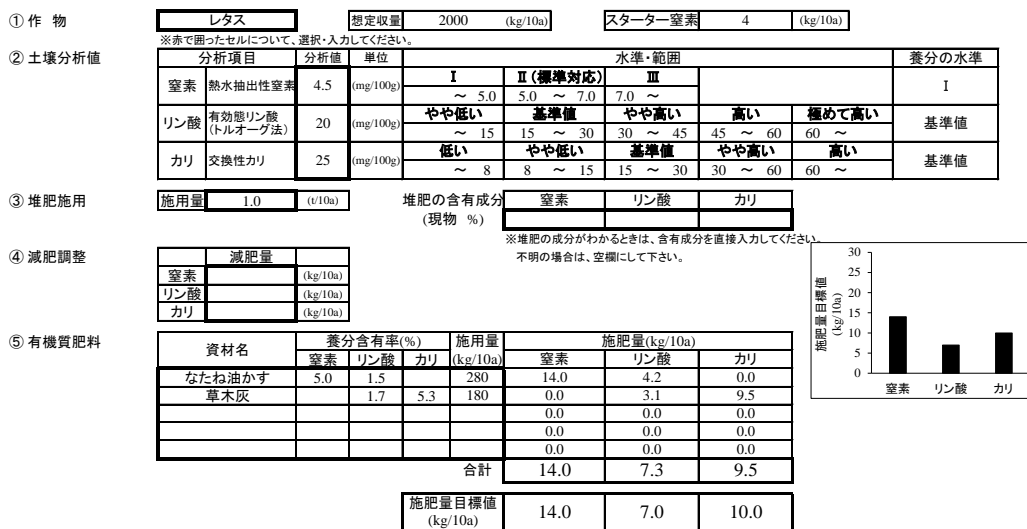 ① 作 物 レタス 想定収量 2000 (kg/10a) スターター窒素 4 (kg/10a)
※赤で囲ったセルについて、選択・入力してください。
② 土壌分析値 分析項目 分析値 単位 水準・範囲 養分の水準
窒素 熱水抽出性窒素 4.5 (mg/100g) Ⅰ Ⅱ（標準対応） Ⅲ Ⅰ
～ 5.0 5.0 ～ 7.0 7.0 ～
リン酸 有効態リン酸 (トルオーグ法) 20 (mg/100g) やや低い 基準値 やや高い 高い 極めて高い 基準値
～ 15 15 ～ 30 30 ～ 45 45 ～ 60 60 ～
カリ 交換性カリ 25 (mg/100g) 低い やや低い 基準値 やや高い 高い 基準値
～ 8 8 ～ 15 15 ～ 30 30 ～ 60 60 ～
③ 堆肥施用 施用量 1.0 (t/10a) 堆肥の含有成分 窒素 リン酸 カリ
(現物 %)
※堆肥の成分がわかるときは、含有成分を直接入力してください。
不明の場合は、空欄にして下さい。
④ 減肥調整 減肥量
窒素 (kg/10a)
リン酸 (kg/10a)
カリ (kg/10a)
施肥量目標値
(kg/10a)
30
25
20
15
10
5
0
窒素 リン酸 カリ
⑤ 有機質肥料 資材名 養分含有率(%) 施用量 施肥量(kg/10a)
窒素 リン酸 カリ (kg/10a) 窒素 リン酸 カリ
なたね油かす 5.0 1.5 280 14.0 4.2 0.0
草木灰 1.7 5.3 180 0.0 3.1 9.5
0.0 0.0 0.0
0.0 0.0 0.0
0.0 0.0 0.0
合計 14.0 7.3 9.5
施肥量目標値
(kg/10a) 14.0 7.0 10.0